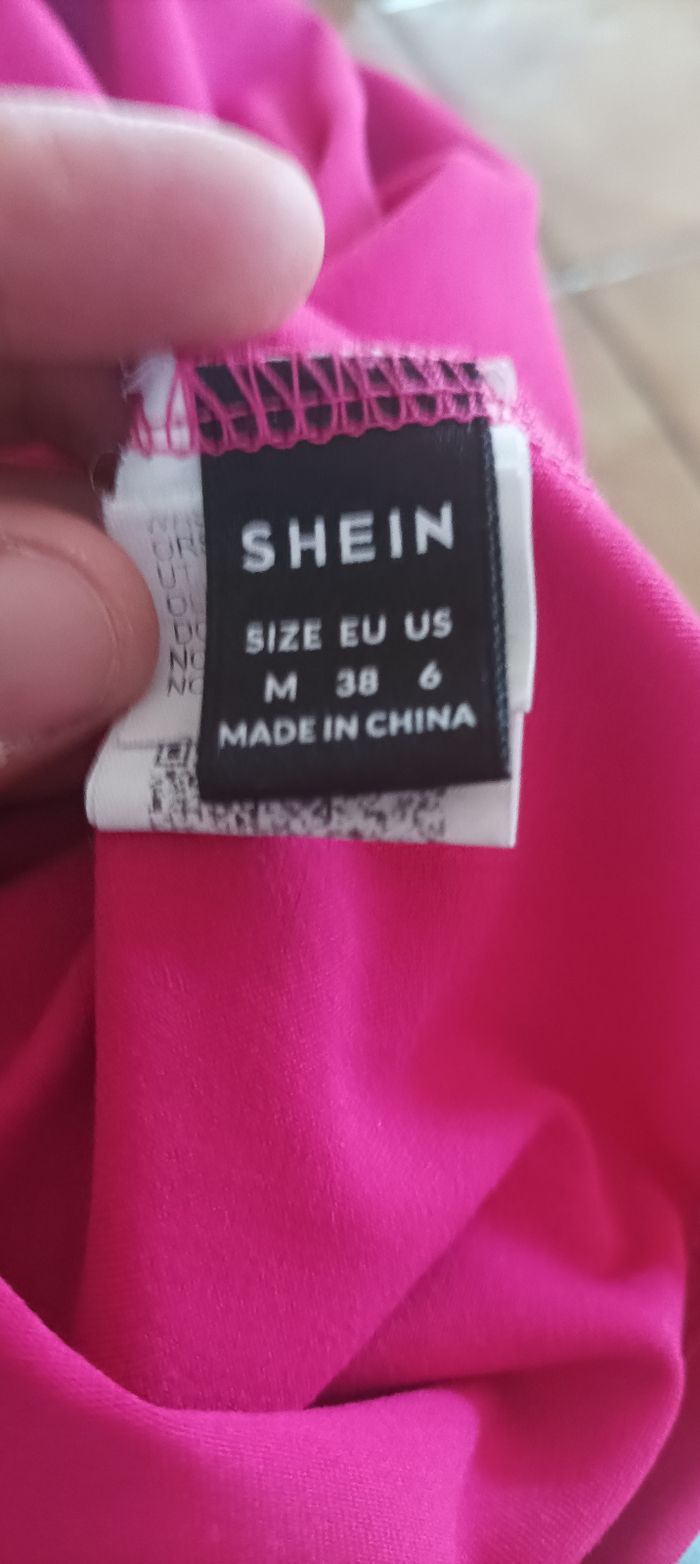 SHEIN
SIZE EU US
M 38 6
MADE IN CHINA